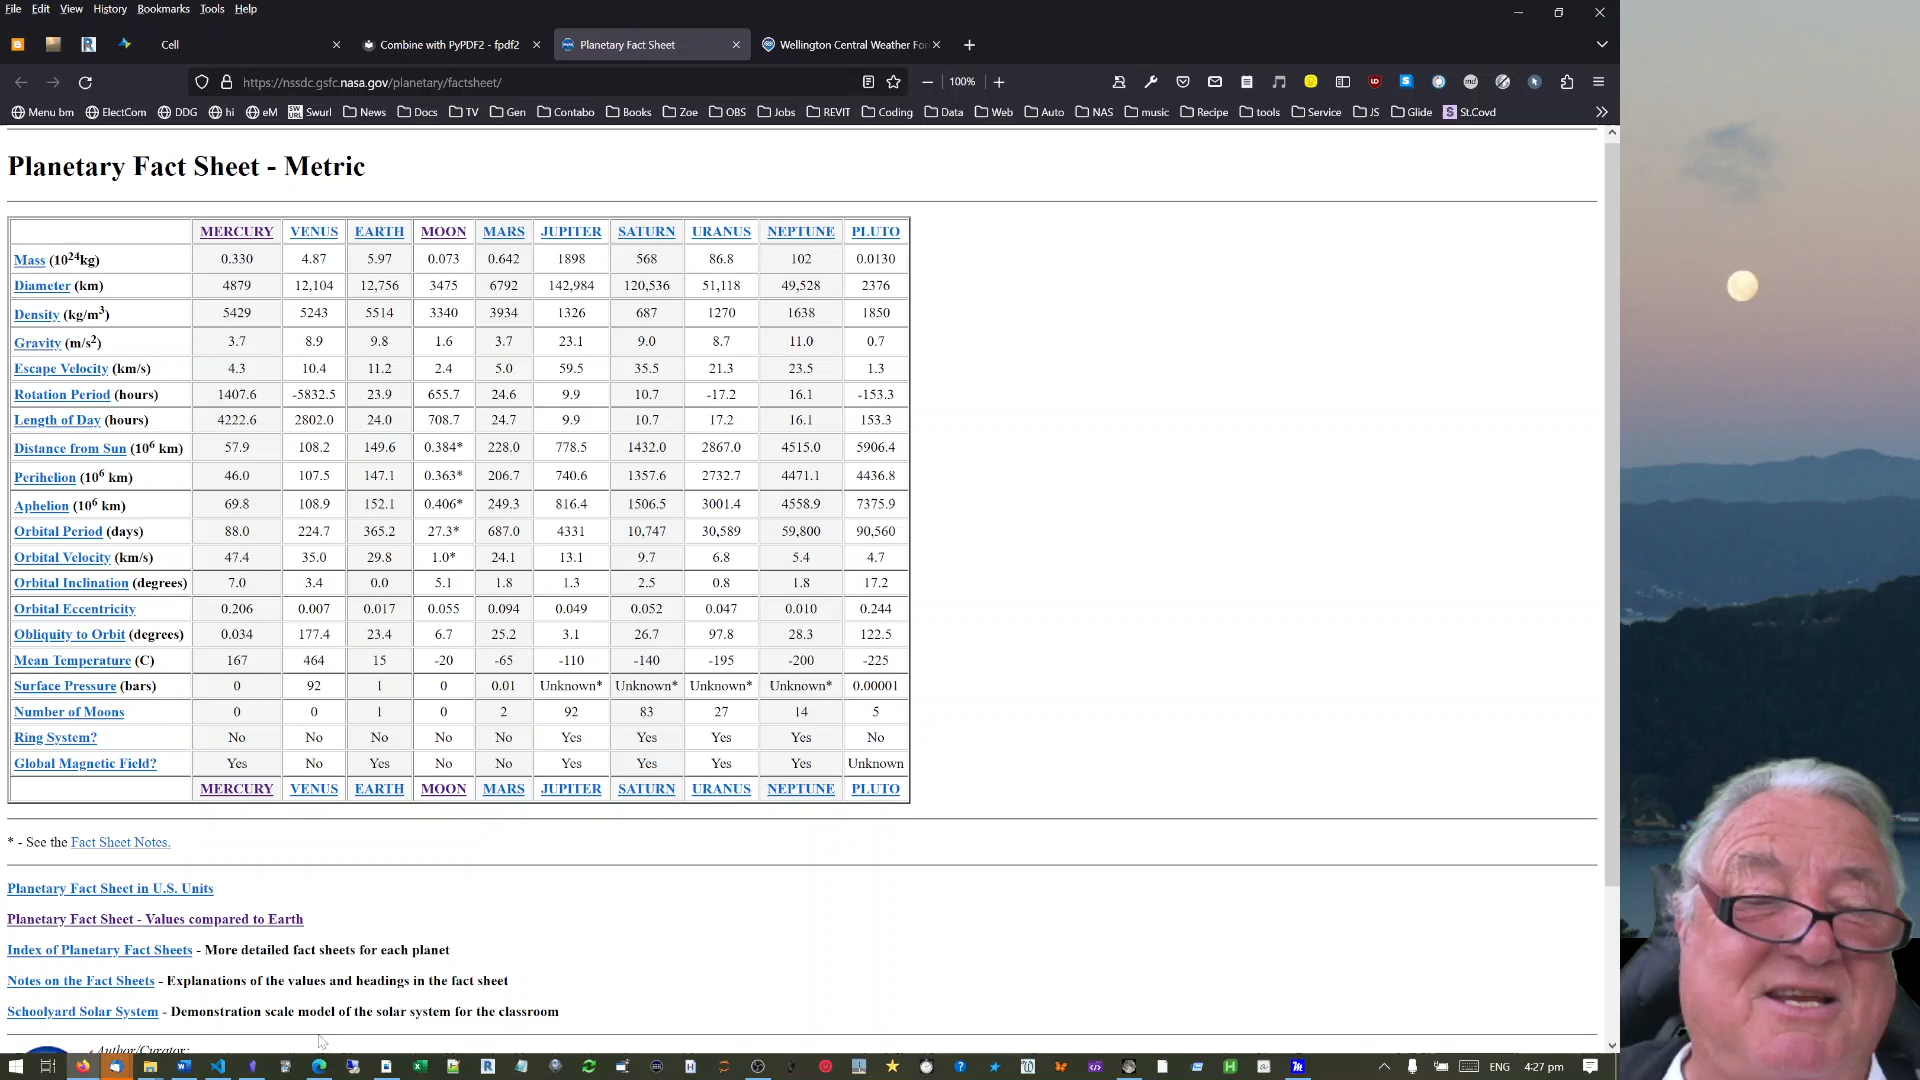 File Edit View History Bookmarks Tools Help
Cell Combine with PyPDF2 - fpdf2 Planetary Fact Sheet Wellington Central Weather For
https://nssdc.gsfc.nasa.gov/planetary/factsheet/ 100%
Menu bm ElectCom DDG hi eM Swurl News Docs TV Gen Contabo Books Zoe OBS Jobs REVIT Coding Data Web Auto NAS music Recipe tools Service JS Glide St.Covd
Planetary Fact Sheet - Metric
MERCURY VENUS EARTH MOON MARS JUPITER SATURN URANUS NEPTUNE PLUTO
Mass (10²⁴kg) 0.330 4.87 5.97 0.073 0.642 1898 568 86.8 102 0.0130
Diameter (km) 4879 12,104 12,756 3475 6792 142,984 120,536 51,118 49,528 2376
Density (kg/m³) 5429 5243 5514 3340 3934 1326 687 1270 1638 1850
Gravity (m/s²) 3.7 8.9 9.8 1.6 3.7 23.1 9.0 8.7 11.0 0.7
Escape Velocity (km/s) 4.3 10.4 11.2 2.4 5.0 59.5 35.5 21.3 23.5 1.3
Rotation Period (hours) 1407.6 -5832.5 23.9 655.7 24.6 9.9 10.7 -17.2 16.1 -153.3
Length of Day (hours) 4222.6 2802.0 24.0 708.7 24.7 9.9 10.7 17.2 16.1 153.3
Distance from Sun (10⁶ km) 57.9 108.2 149.6 0.384* 228.0 778.5 1432.0 2867.0 4515.0 5906.4
Perihelion (10⁶ km) 46.0 107.5 147.1 0.363* 206.7 740.6 1357.6 2732.7 4471.1 4436.8
Aphelion (10⁶ km) 69.8 108.9 152.1 0.406* 249.3 816.4 1506.5 3001.4 4558.9 7375.9
Orbital Period (days) 88.0 224.7 365.2 27.3* 687.0 4331 10,747 30,589 59,800 90,560
Orbital Velocity (km/s) 47.4 35.0 29.8 1.0* 24.1 13.1 9.7 6.8 5.4 4.7
Orbital Inclination (degrees) 7.0 3.4 0.0 5.1 1.8 1.3 2.5 0.8 1.8 17.2
Orbital Eccentricity 0.206 0.007 0.017 0.055 0.094 0.049 0.052 0.047 0.010 0.244
Obliquity to Orbit (degrees) 0.034 177.4 23.4 6.7 25.2 3.1 26.7 97.8 28.3 122.5
Mean Temperature (C) 167 464 15 -20 -65 -110 -140 -195 -200 -225
Surface Pressure (bars) 0 92 1 0 0.01 Unknown* Unknown* Unknown* Unknown* 0.00001
Number of Moons 0 0 1 0 2 92 83 27 14 5
Ring System? No No No No No Yes Yes Yes Yes No
Global Magnetic Field? Yes No Yes No No Yes Yes Yes Yes Unknown
MERCURY VENUS EARTH MOON MARS JUPITER SATURN URANUS NEPTUNE PLUTO
* - See the Fact Sheet Notes.
Planetary Fact Sheet in U.S. Units
Planetary Fact Sheet - Values compared to Earth
Index of Planetary Fact Sheets - More detailed fact sheets for each planet
Notes on the Fact Sheets - Explanations of the values and headings in the fact sheet
Schoolyard Solar System - Demonstration scale model of the solar system for the classroom
Author/Curator:
ENG 4:27 pm